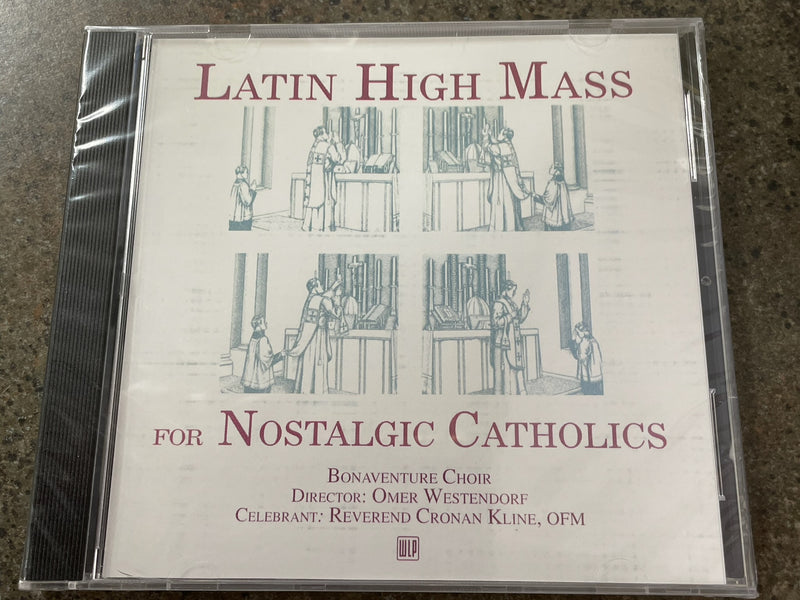 LATIN HIGH MASS
FOR NOSTALGIC CATHOLICS
BONAVENTURE CHOIR
DIRECTOR: OMER WESTENDORF
CELEBRANT: REVEREND CRONAN KLINE, OFM
WLP